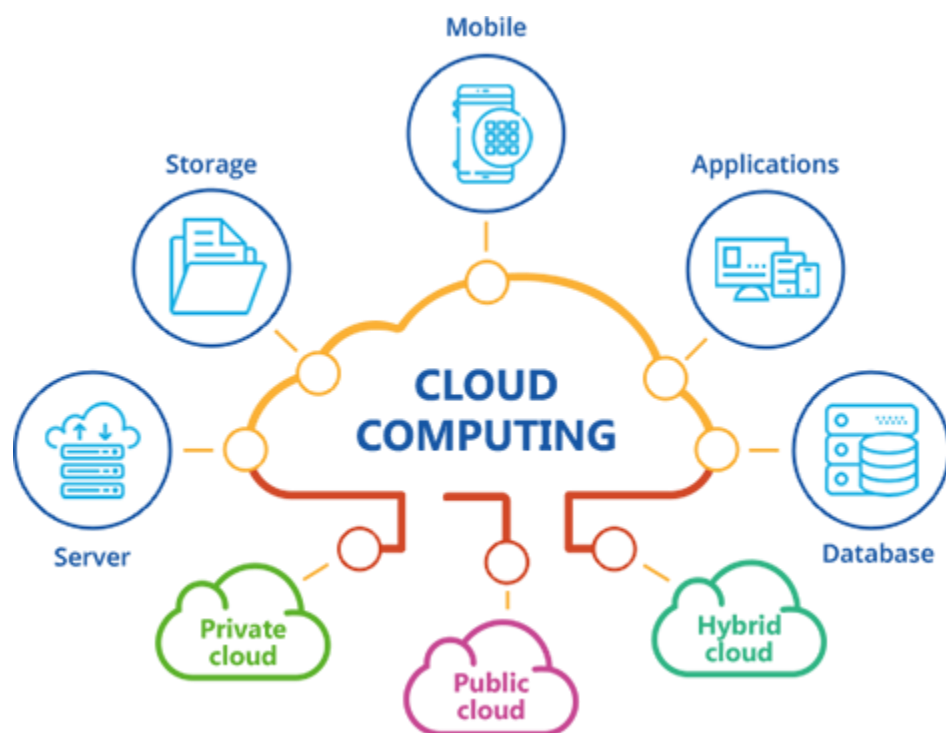 Mobile
Storage
Applications
CLOUD
COMPUTING
Server
Database
Private
cloud
Public
cloud
Hybrid
cloud